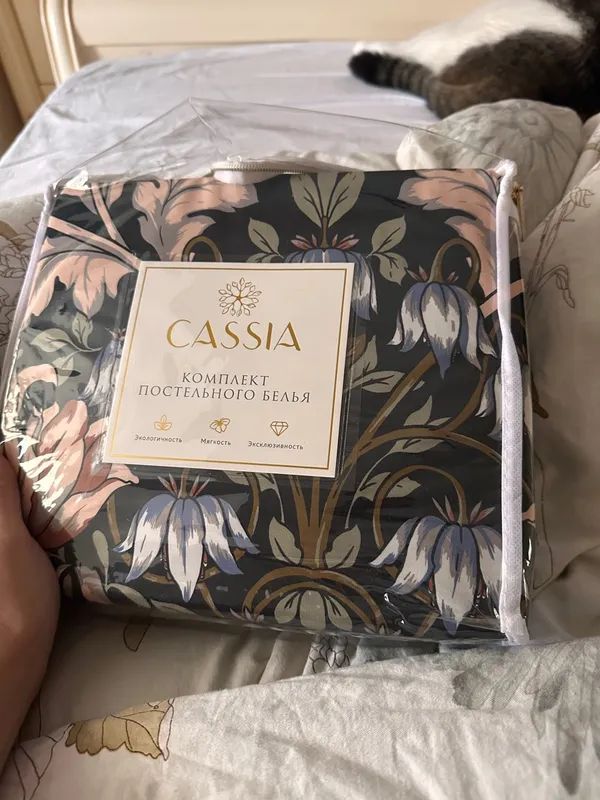 CASSIA
КОМПЛЕКТ
ПОСТЕЛЬНОГО БЕЛЬЯ
Экологичность Мягкость Эксклюзивность